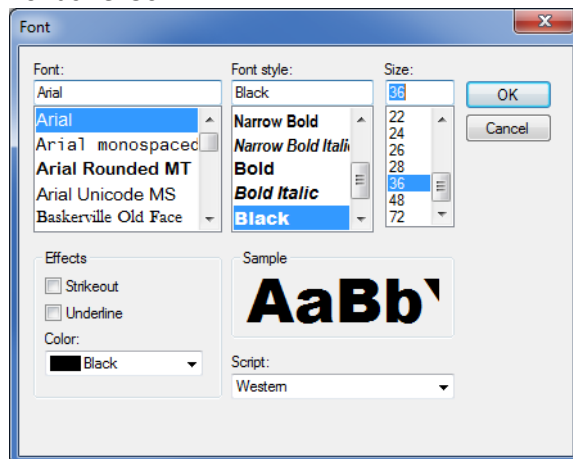 Font
Font:
Arial
Arial
Arial monospaced
Arial Rounded MT
Arial Unicode MS
Baskerville Old Face
Font style:
Black
Narrow Bold
Narrow Bold Itali
Bold
Bold Italic
Black
Size:
36
22
24
26
28
36
48
72
OK
Cancel
Effects
Strikeout
Underline
Color:
Black
Sample
AaBb
Script:
Western